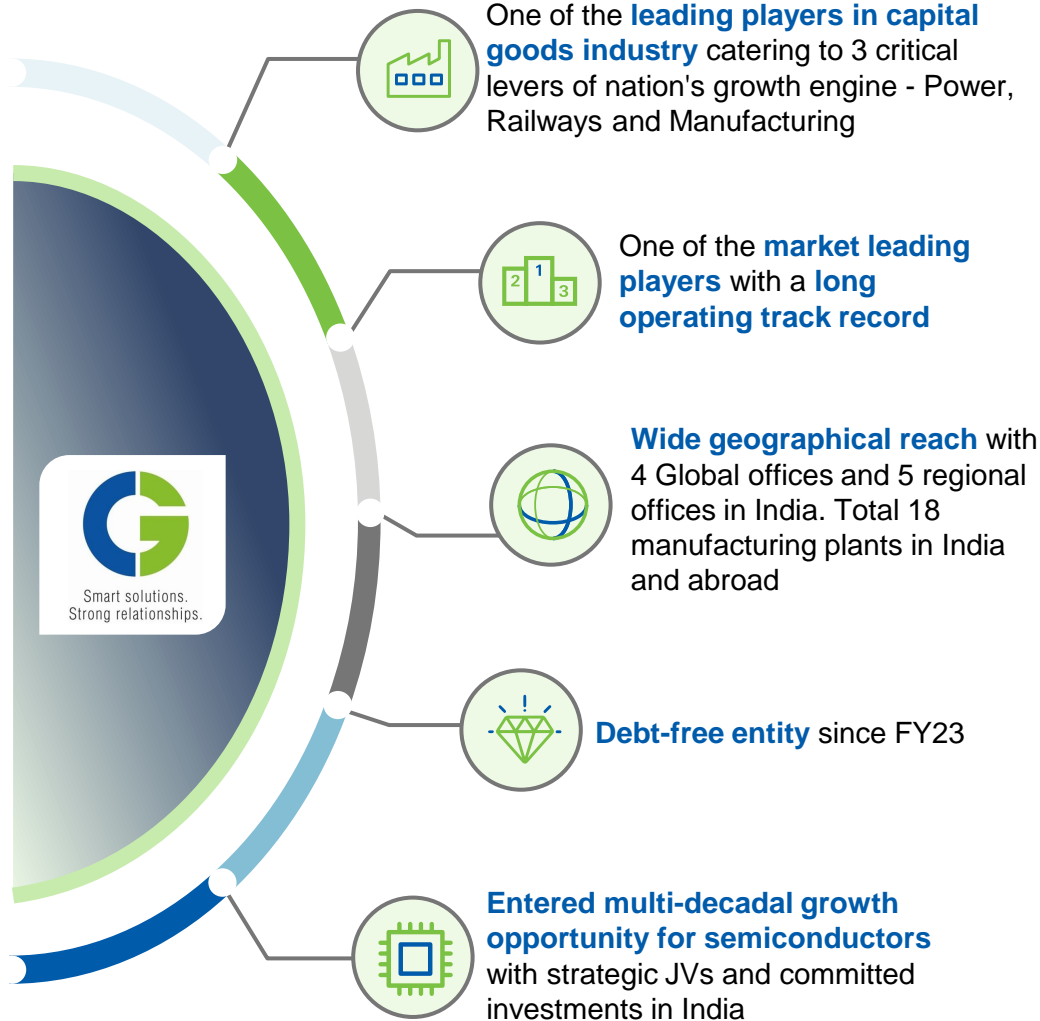 One of the leading players in capital
goods industry catering to 3 critical
levers of nation's growth engine - Power,
Railways and Manufacturing
2 1 3
One of the market leading
players with a long
operating track record
Wide geographical reach with
4 Global offices and 5 regional
offices in India. Total 18
manufacturing plants in India
and abroad
CG
Smart solutions.
Strong relationships.
Debt-free entity since FY23
Entered multi-decadal growth
opportunity for semiconductors
with strategic JVs and committed
investments in India